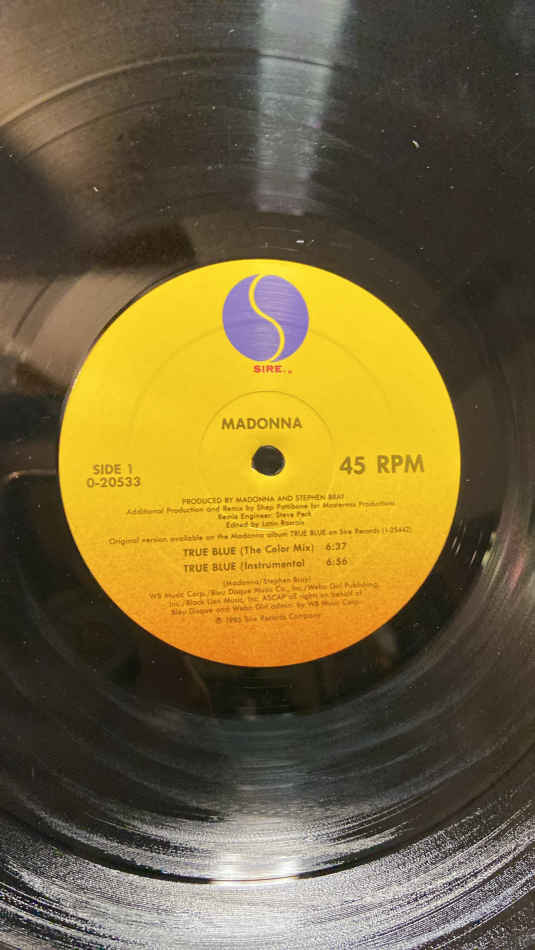 SIRE
MADONNA
SIDE 1
0-20533
45 RPM
PRODUCED BY MADONNA AND STEPHEN BRAY
Additional Production and Remix by Shep Pettibone for Mastermix Productions
Remix Engineer: Steve Peck
Edited by Latin Rascals
Original version available on the Madonna album TRUE BLUE on Sire Records (1-25442)
TRUE BLUE (The Color Mix) 6:37
TRUE BLUE (Instrumental 6:56
(Madonna/Stephen Bray)
WB Music Corp./Bleu Disque Music Co., Inc./Webo Girl Publishing,
Inc./Black Lion Music, Inc. ASCAP all rights on behalf of
Bleu Disque and Webo Girl admin. by WB Music Corp.
℗ 1986 Sire Records Company